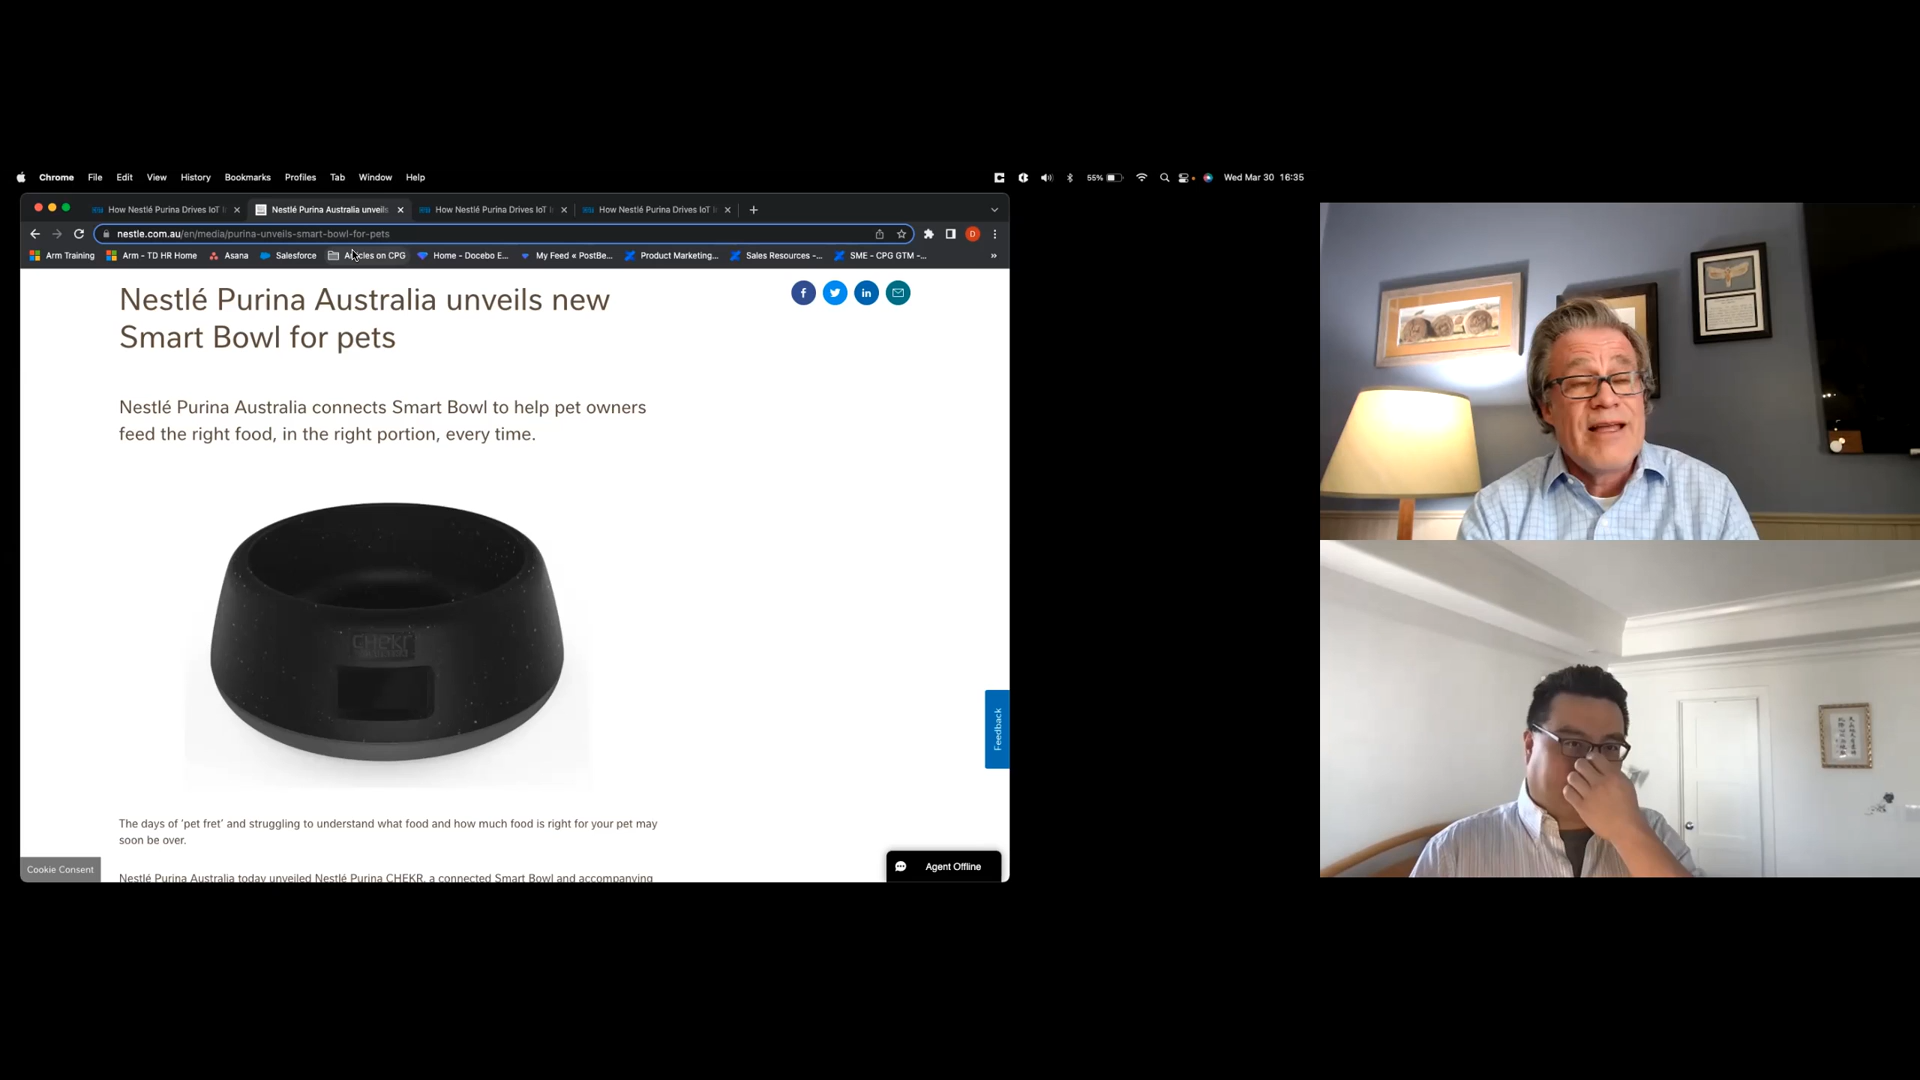 Chrome File Edit View History Bookmarks Profiles Tab Window Help 55% Wed Mar 30 16:35
How Nestlé Purina Drives IoT Nestlé Purina Australia unveils How Nestlé Purina Drives IoT How Nestlé Purina Drives IoT
nestle.com.au/en/media/purina-unveils-smart-bowl-for-pets D
Arm Training Arm - TD HR Home Asana Salesforce Articles on CPG Home - Docebo E... My Feed « PostBe... Product Marketing... Sales Resources -... SME - CPG GTM -... »
Nestlé Purina Australia unveils new
Smart Bowl for pets
Nestlé Purina Australia connects Smart Bowl to help pet owners
feed the right food, in the right portion, every time.
CHEKR
Feedback
The days of ‘pet fret’ and struggling to understand what food and how much food is right for your pet may
soon be over.
Agent Offline
Cookie Consent
Nestlé Purina Australia today unveiled Nestlé Purina CHEKR, a connected Smart Bowl and accompanying